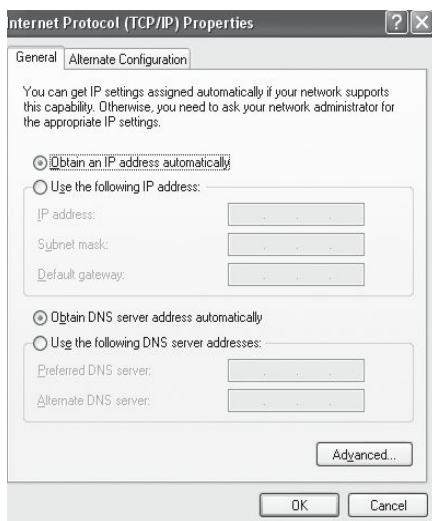 Internet Protocol (TCP/IP) Properties
General
Alternate Configuration
You can get IP settings assigned automatically if your network supports
this capability. Otherwise, you need to ask your network administrator for
the appropriate IP settings.
Obtain an IP address automatically
Use the following IP address:
IP address:
Subnet mask:
Default gateway:
Obtain DNS server address automatically
Use the following DNS server addresses:
Preferred DNS server:
Alternate DNS server:
Advanced...
OK
Cancel